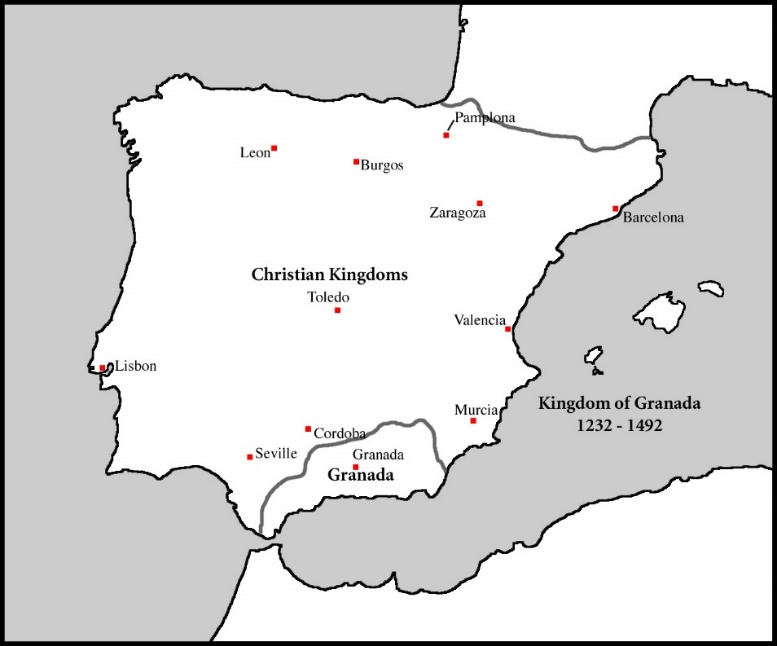 Pamplona
Leon
Burgos
Zaragoza
Barcelona
Christian Kingdoms
Toledo
Valencia
Lisbon
Kingdom of Granada
1232 - 1492
Murcia
Cordoba
Seville
Granada
Granada